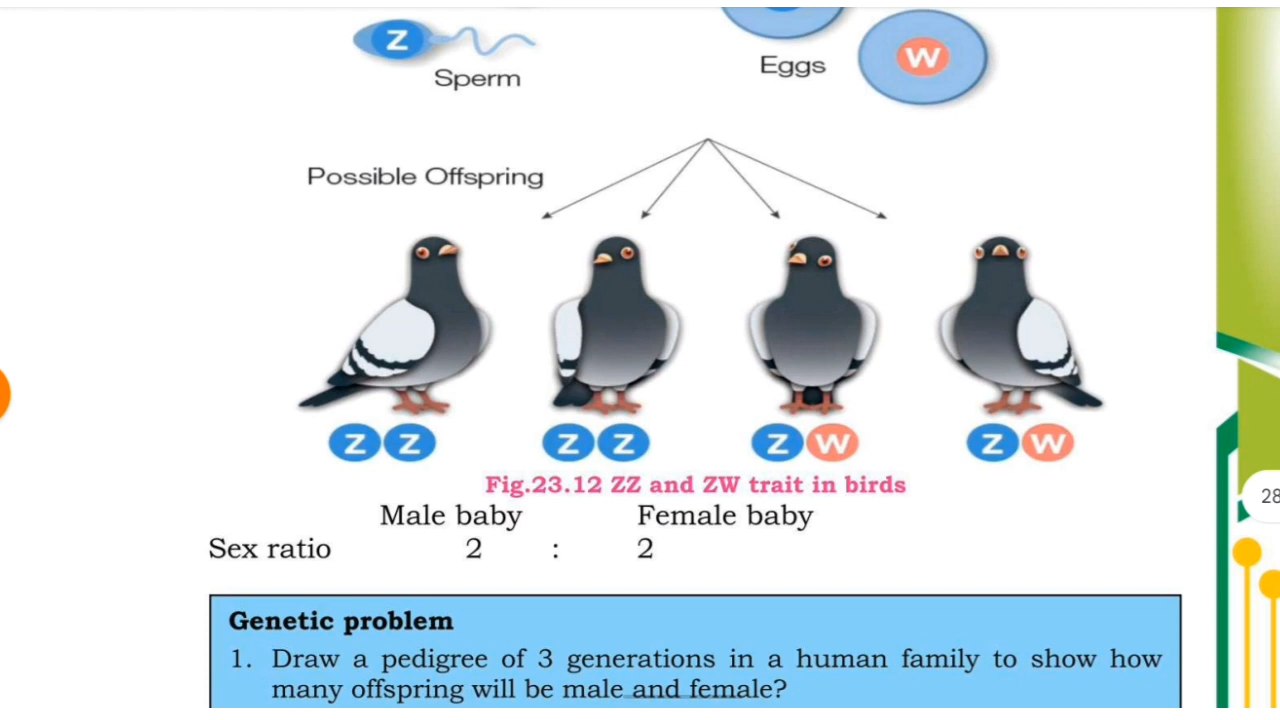 Z
W
Sperm
Eggs
Possible Offspring
Z Z Z Z Z W Z W
Fig.23.12 ZZ and ZW trait in birds
Male baby Female baby
Sex ratio 2 : 2
Genetic problem
1. Draw a pedigree of 3 generations in a human family to show how
many offspring will be male and female?
28